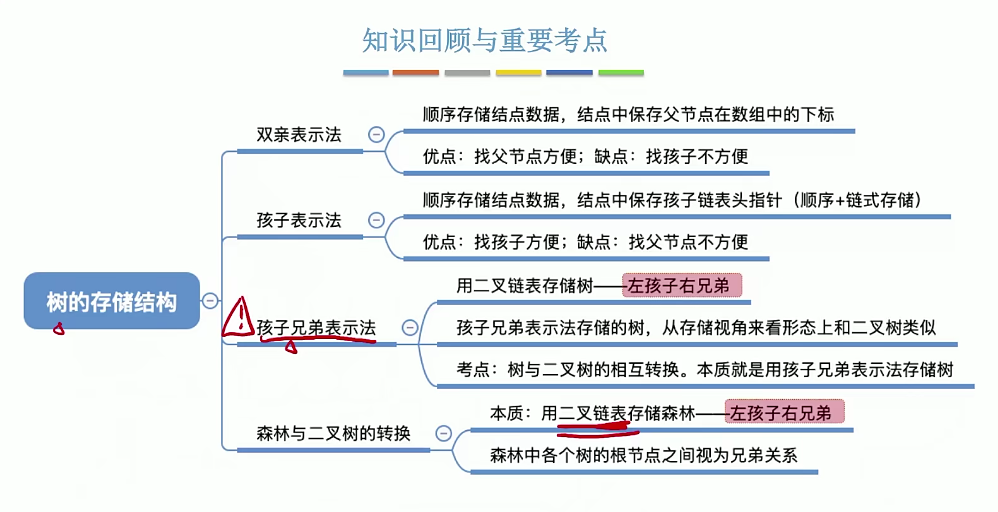 知识回顾与重要考点
树的存储结构
双亲表示法
顺序存储结点数据，结点中保存父节点在数组中的下标
优点：找父节点方便；缺点：找孩子不方便
孩子表示法
顺序存储结点数据，结点中保存孩子链表头指针（顺序+链式存储）
优点：找孩子方便；缺点：找父节点不方便
孩子兄弟表示法
用二叉链表存储树——左孩子右兄弟
孩子兄弟表示法存储的树，从存储视角来看形态上和二叉树类似
考点：树与二叉树的相互转换。本质就是用孩子兄弟表示法存储树
森林与二叉树的转换
本质：用二叉链表存储森林——左孩子右兄弟
森林中各个树的根节点之间视为兄弟关系